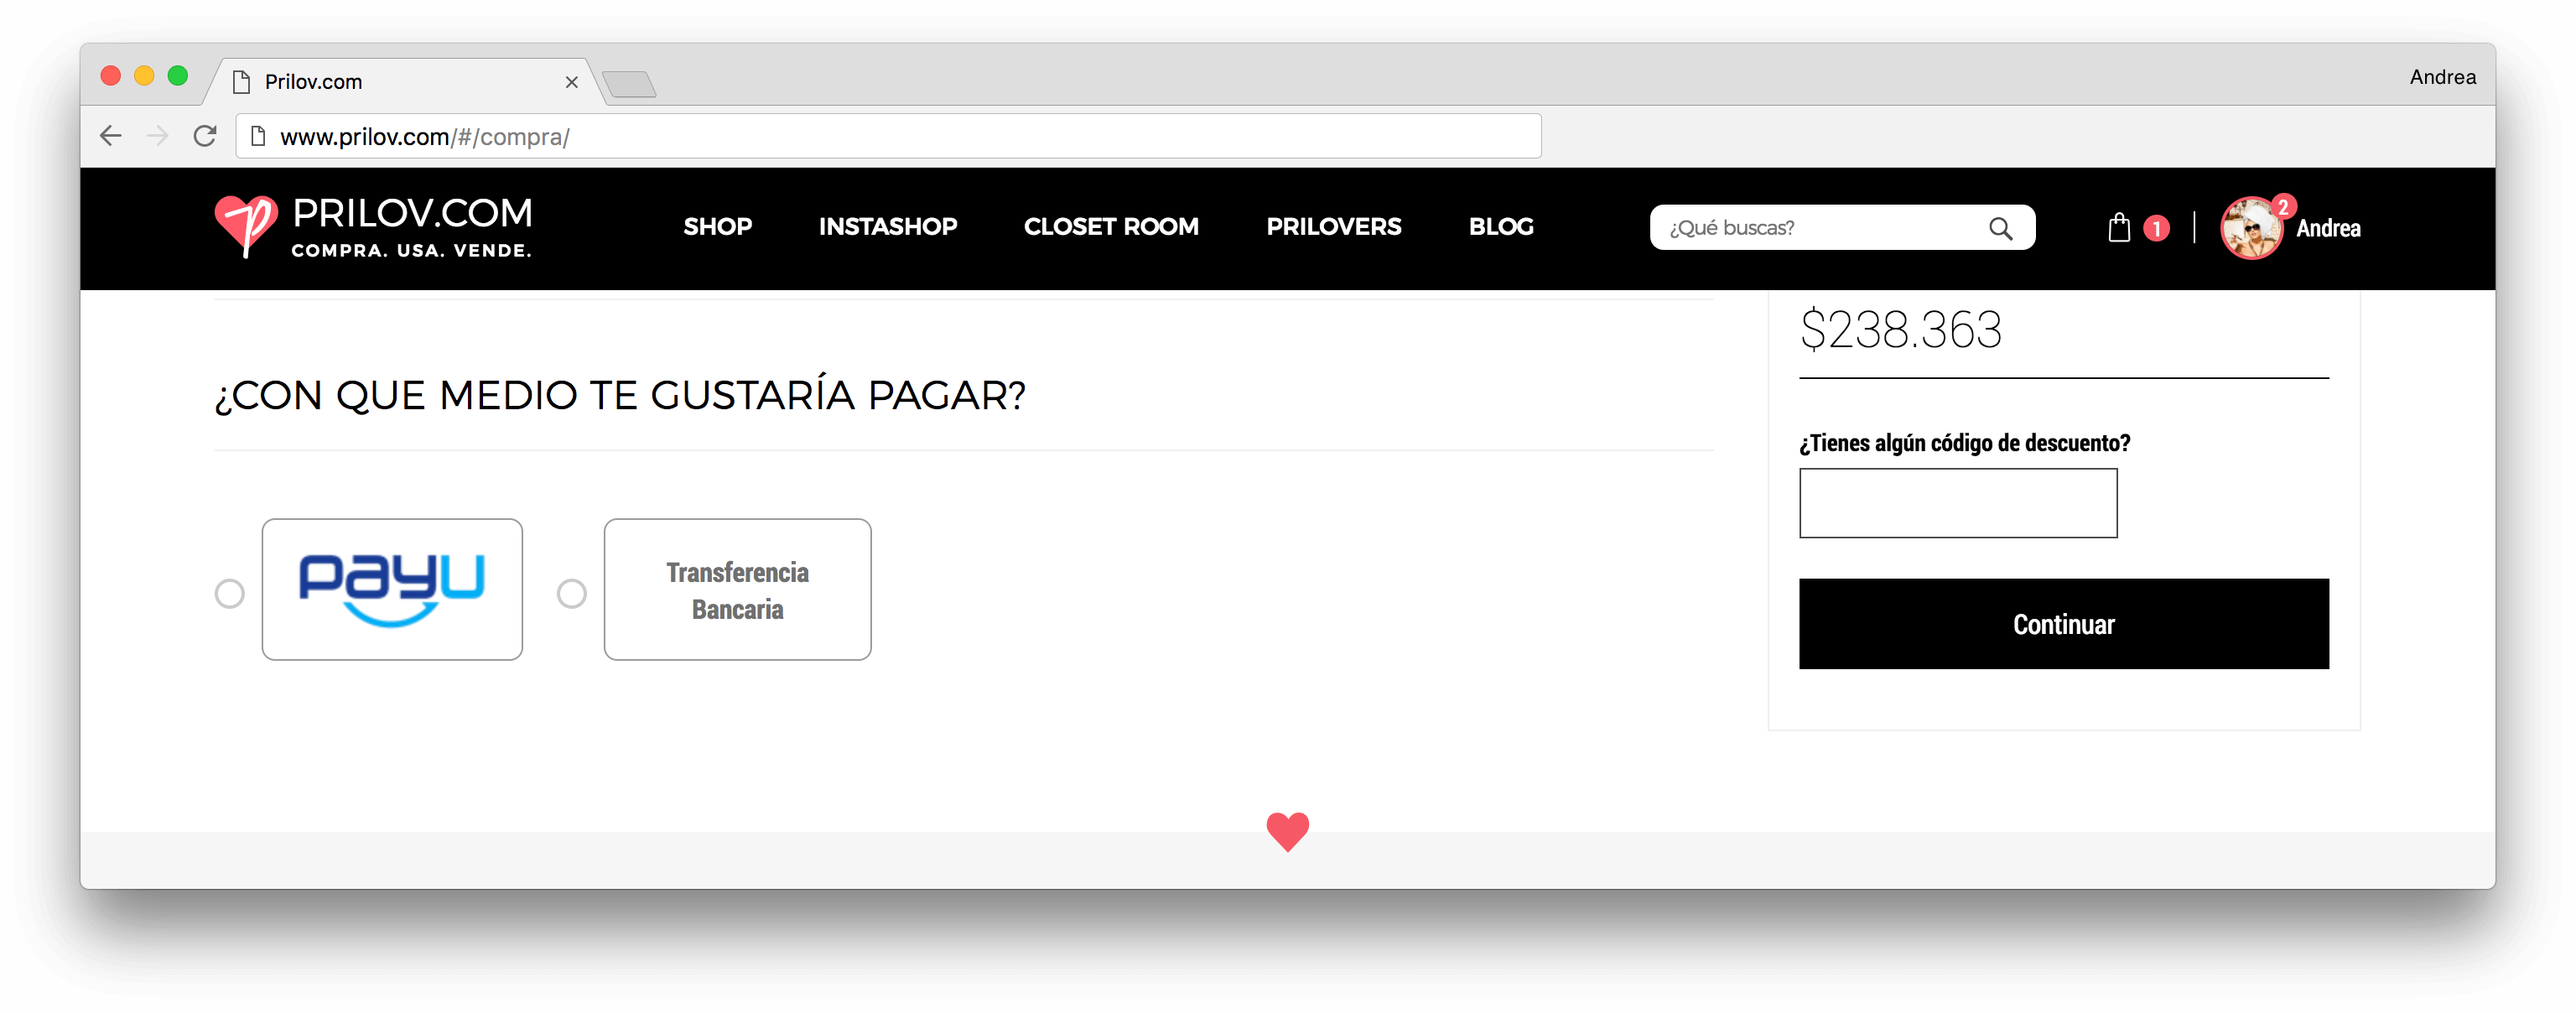 Prilov.com
Andrea
www.prilov.com/#/compra/
PRILOV.COM
COMPRA. USA. VENDE.
SHOP INSTASHOP CLOSET ROOM PRILOVERS BLOG
¿Qué buscas?
1
2
Andrea
$238.363
¿CON QUE MEDIO TE GUSTARÍA PAGAR?
¿Tienes algún código de descuento?
payu
Transferencia
Bancaria
Continuar